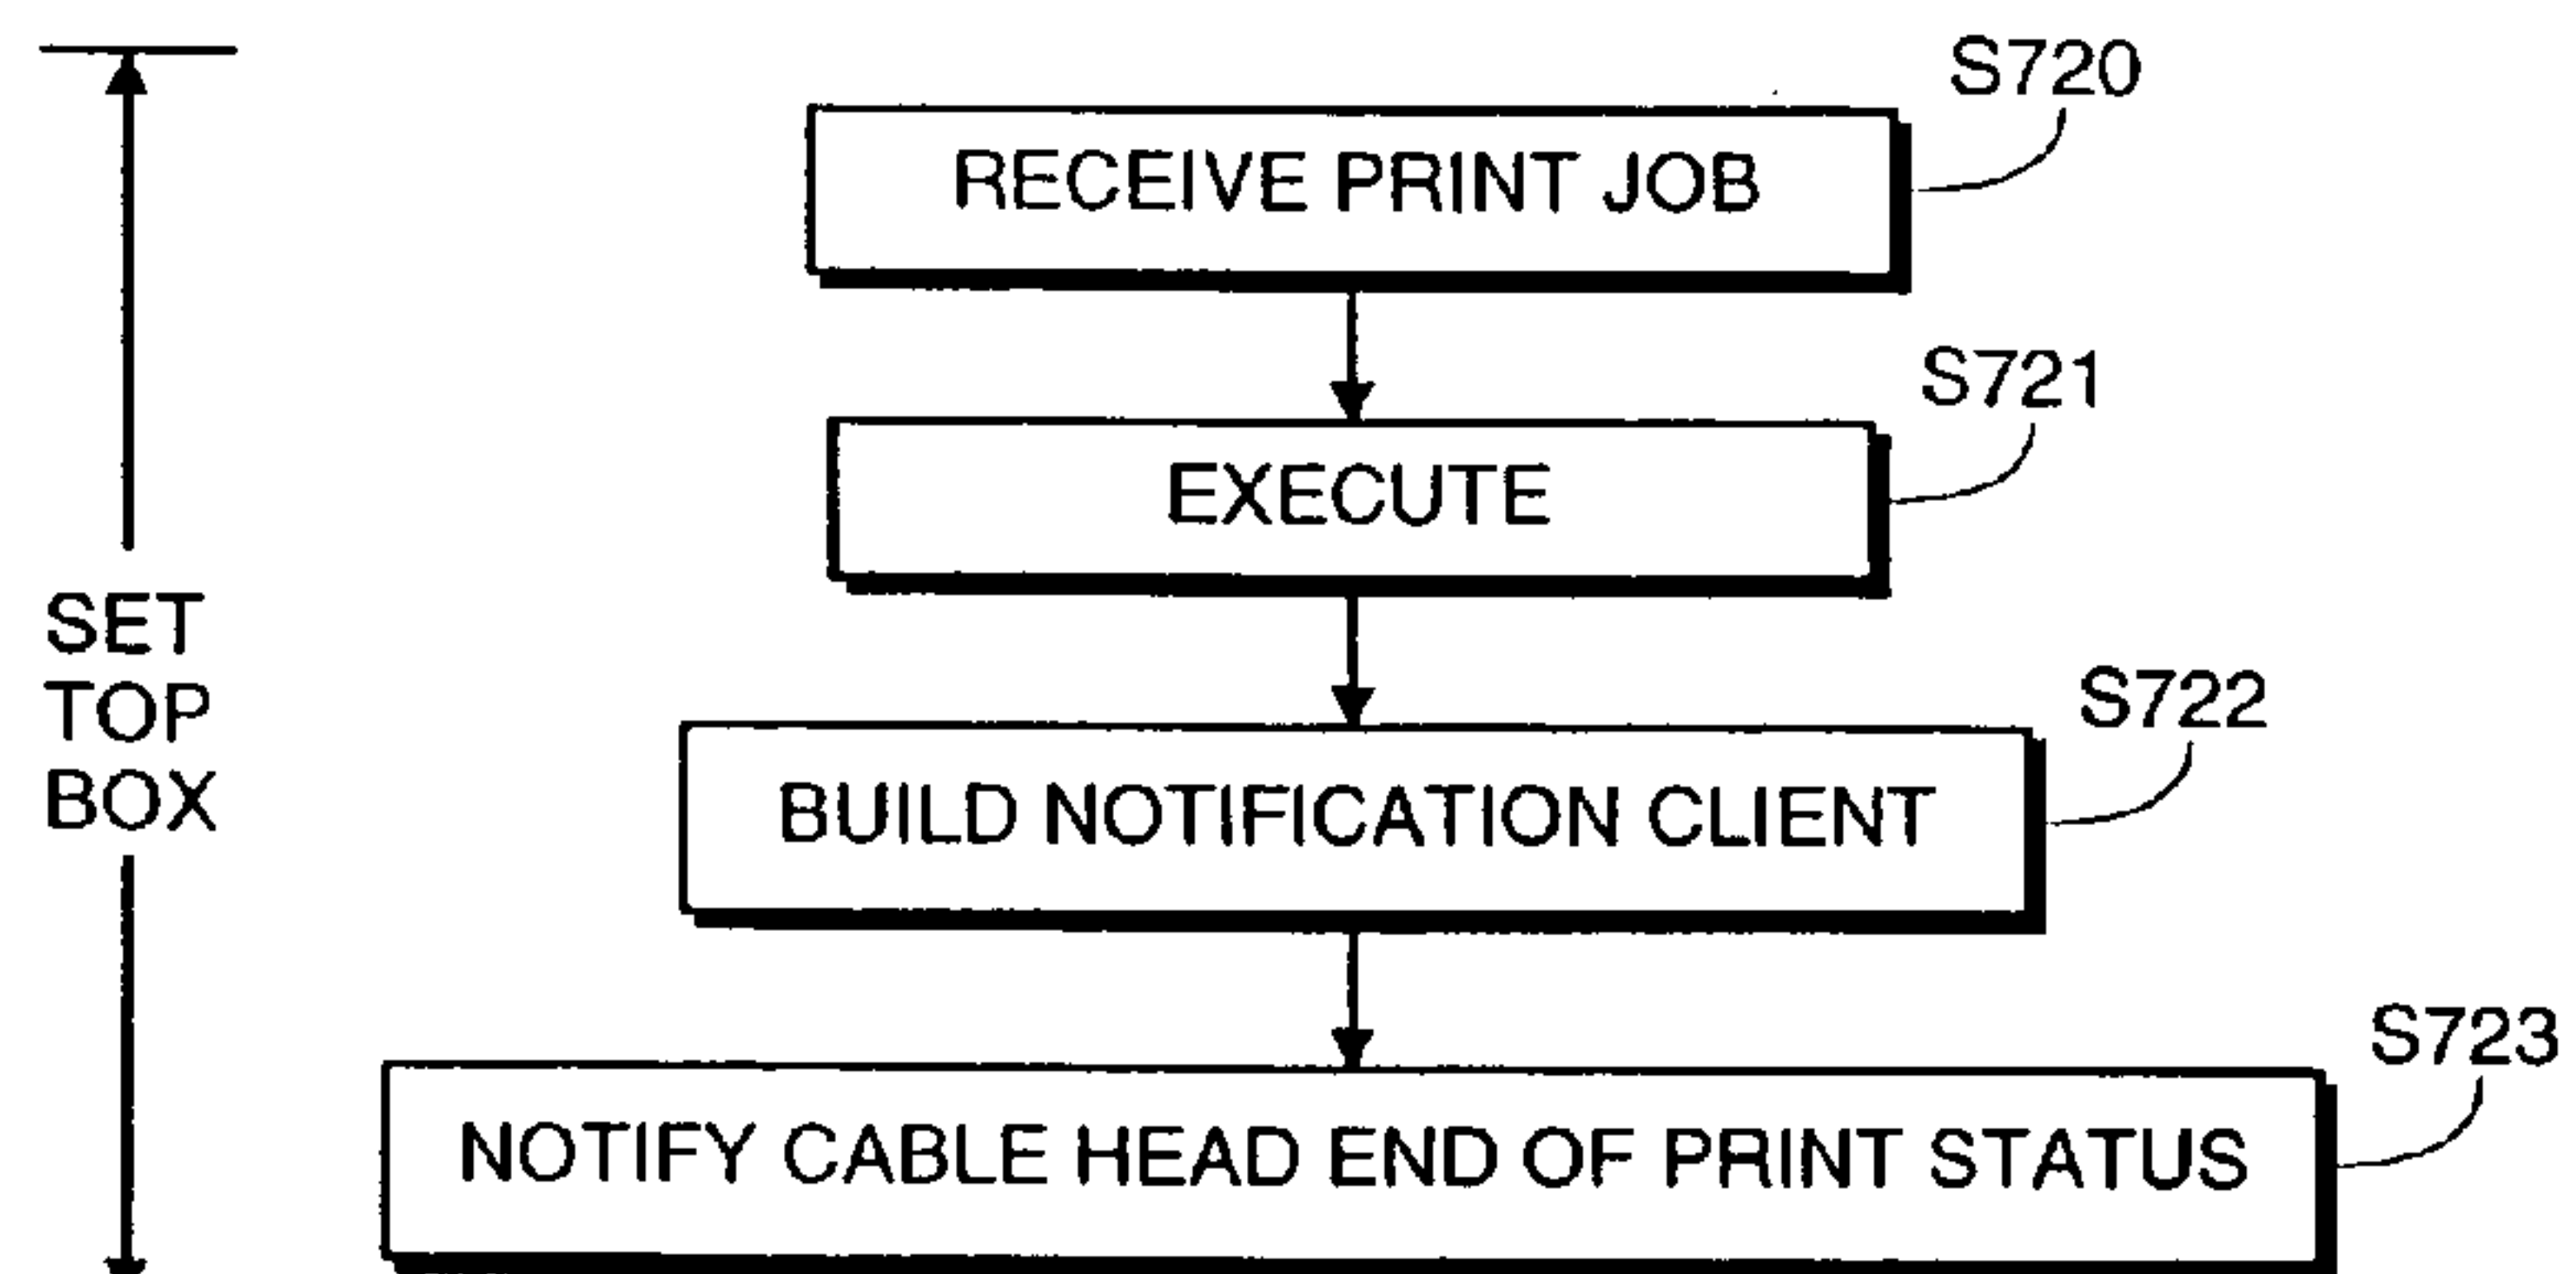 S720
RECEIVE PRINT JOB
S721
EXECUTE
SET
TOP
BOX
S722
BUILD NOTIFICATION CLIENT
S723
NOTIFY CABLE HEAD END OF PRINT STATUS